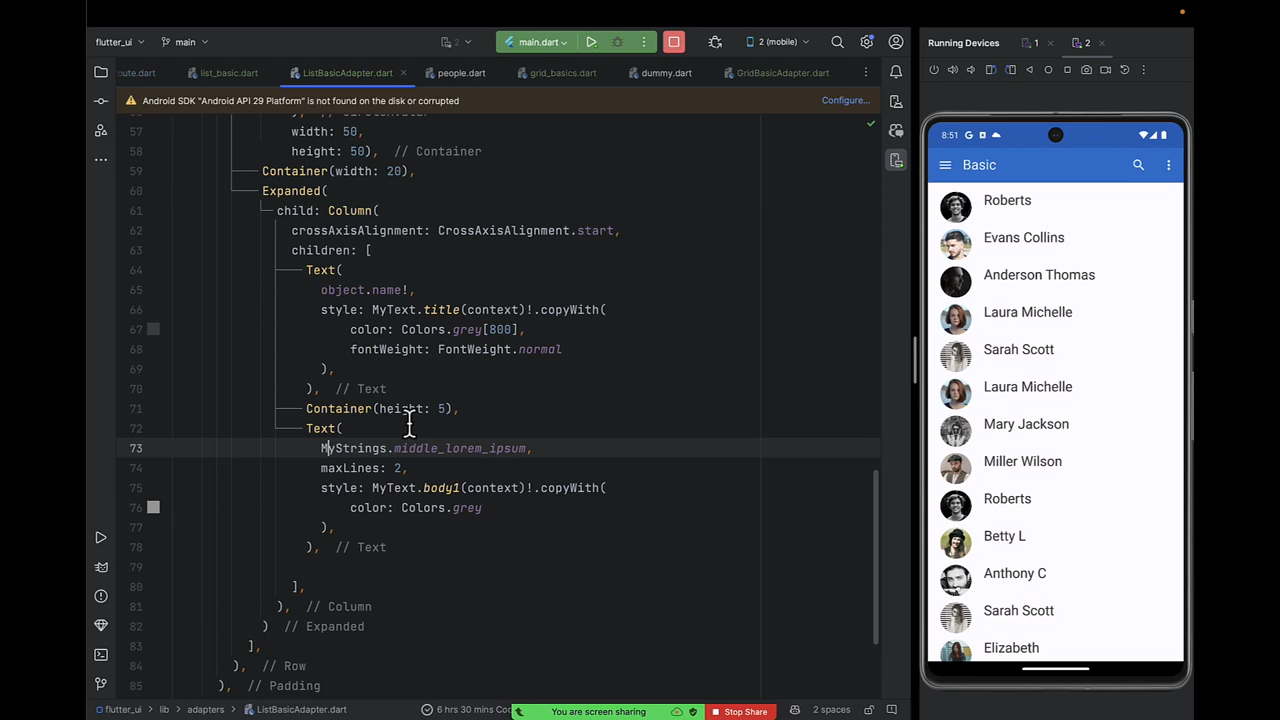 flutter_ui
main
2
main.dart
2 (mobile)
Running Devices
1
2
oute.dart
list_basic.dart
ListBasicAdapter.dart
people.dart
grid_basics.dart
dummy.dart
GridBasicAdapter.dart
Android SDK "Android API 29 Platform" is not found on the disk or corrupted
Configure...
57 width: 50,
58 height: 50), // Container
59 Container(width: 20),
60 Expanded(
61 child: Column(
62 crossAxisAlignment: CrossAxisAlignment.start,
63 children: [
64 Text(
65 object.name!,
66 style: MyText.title(context)!.copyWith(
67 color: Colors.grey[800],
68 fontWeight: FontWeight.normal
69 ),
70 ), // Text
71 Container(height: 5),
72 Text(
73 MyStrings.middle_lorem_ipsum,
74 maxLines: 2,
75 style: MyText.body1(context)!.copyWith(
76 color: Colors.grey
77 ),
78 ), // Text
79
80 ],
81 ), // Column
82 ) // Expanded
83 ],
84 ), // Row
85 ), // Padding
flutter_ui > lib > adapters > ListBasicAdapter.dart
6 hrs 30 mins Co
You are screen sharing
Stop Share
2 spaces
8:51
Basic
Roberts
Evans Collins
Anderson Thomas
Laura Michelle
Sarah Scott
Laura Michelle
Mary Jackson
Miller Wilson
Roberts
Betty L
Anthony C
Sarah Scott
Elizabeth